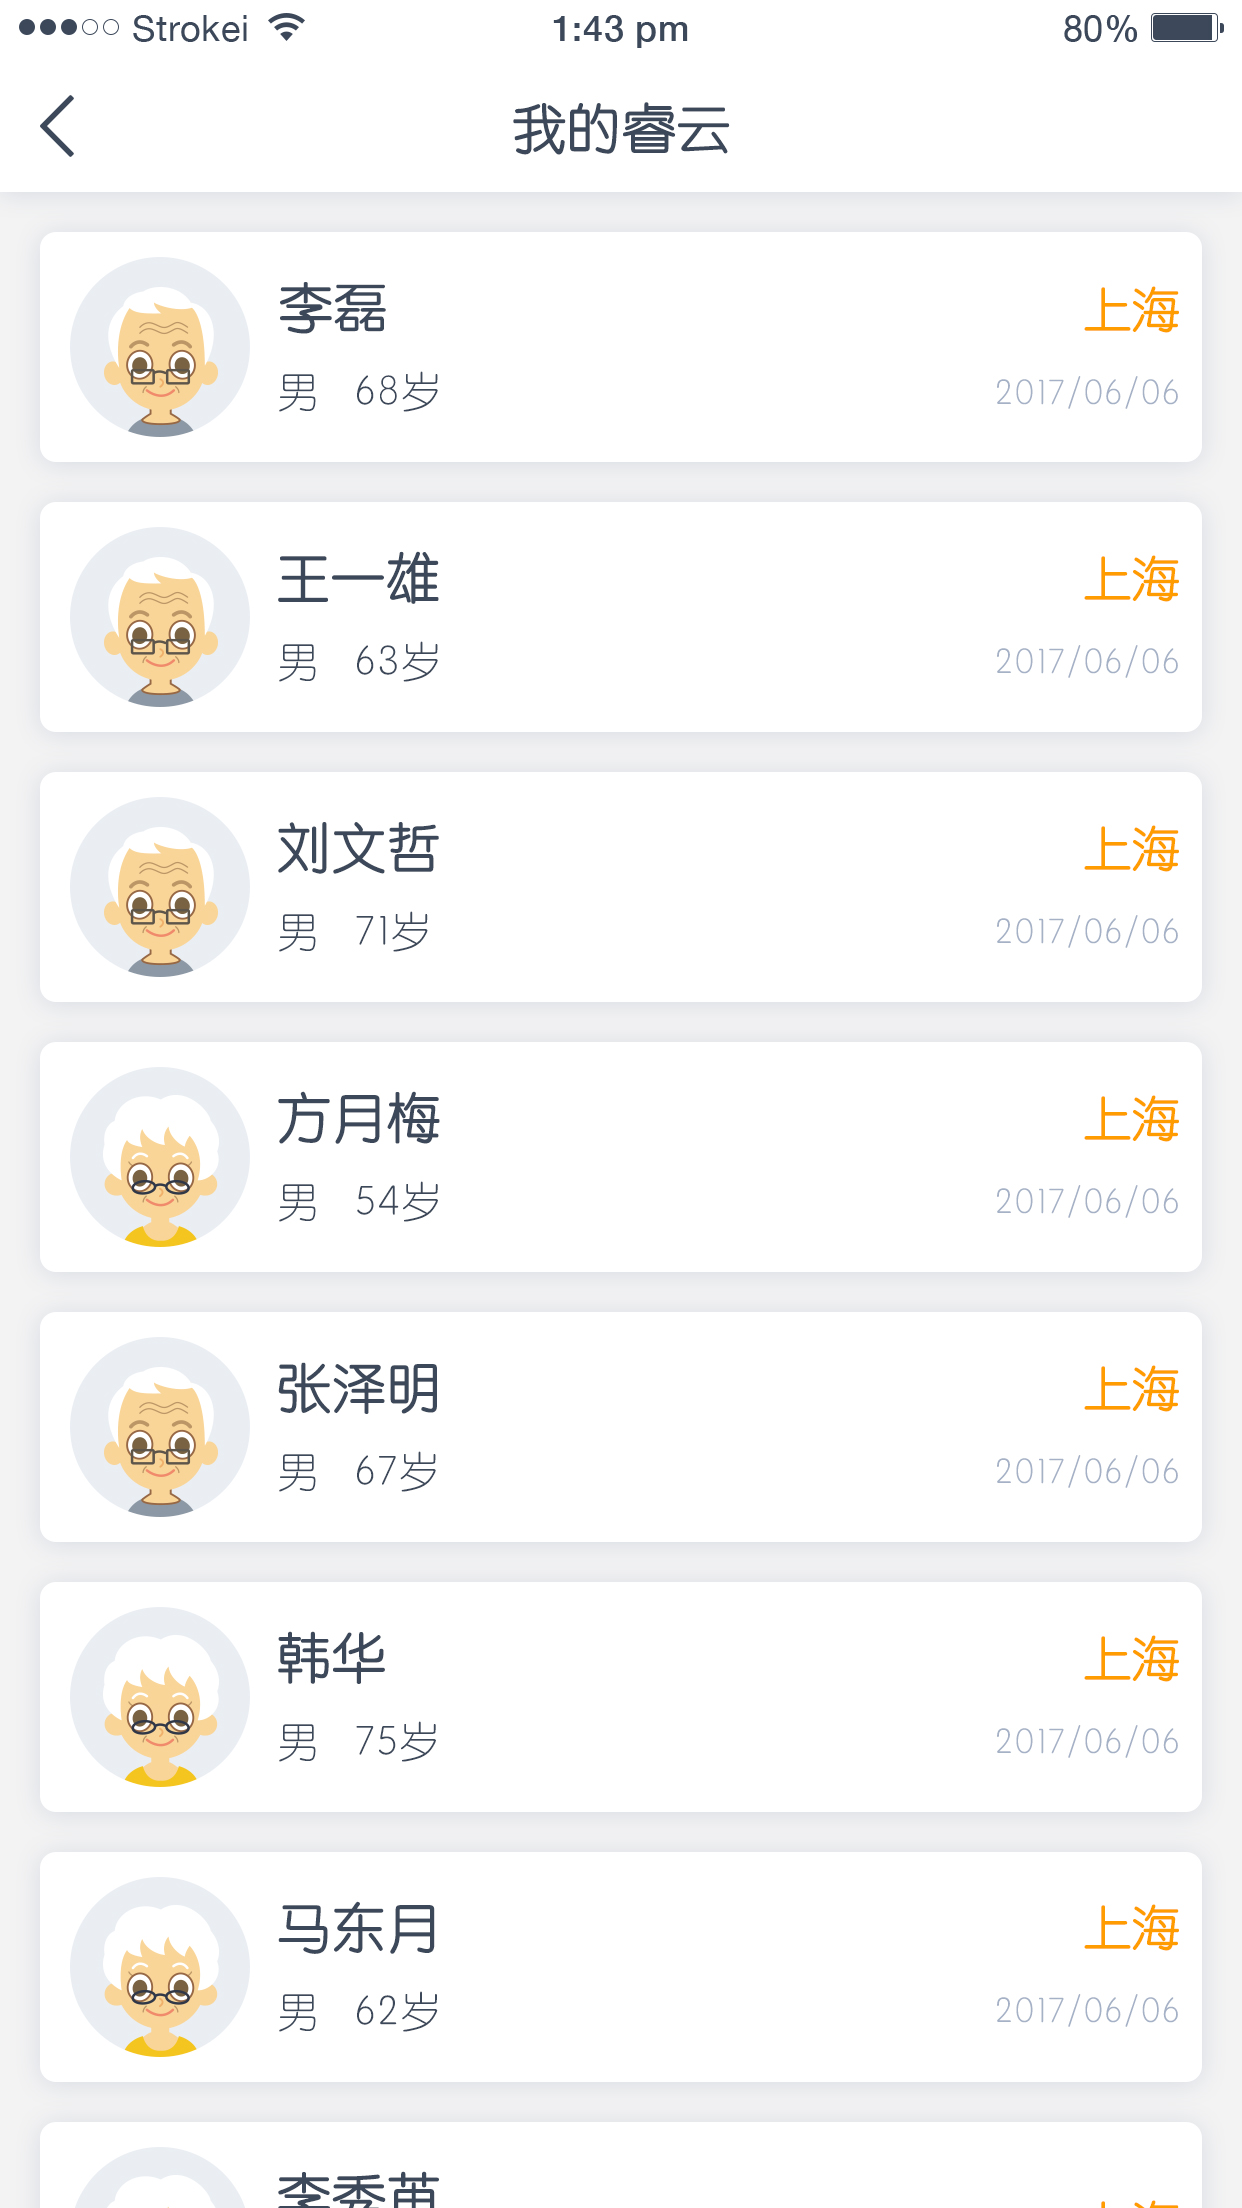 Strokei 1:43 pm 80%
我的睿云
李磊 上海
男 68岁 2017/06/06
王一雄 上海
男 63岁 2017/06/06
刘文哲 上海
男 71岁 2017/06/06
方月梅 上海
男 54岁 2017/06/06
张泽明 上海
男 67岁 2017/06/06
韩华 上海
男 75岁 2017/06/06
马东月 上海
男 62岁 2017/06/06
李秀